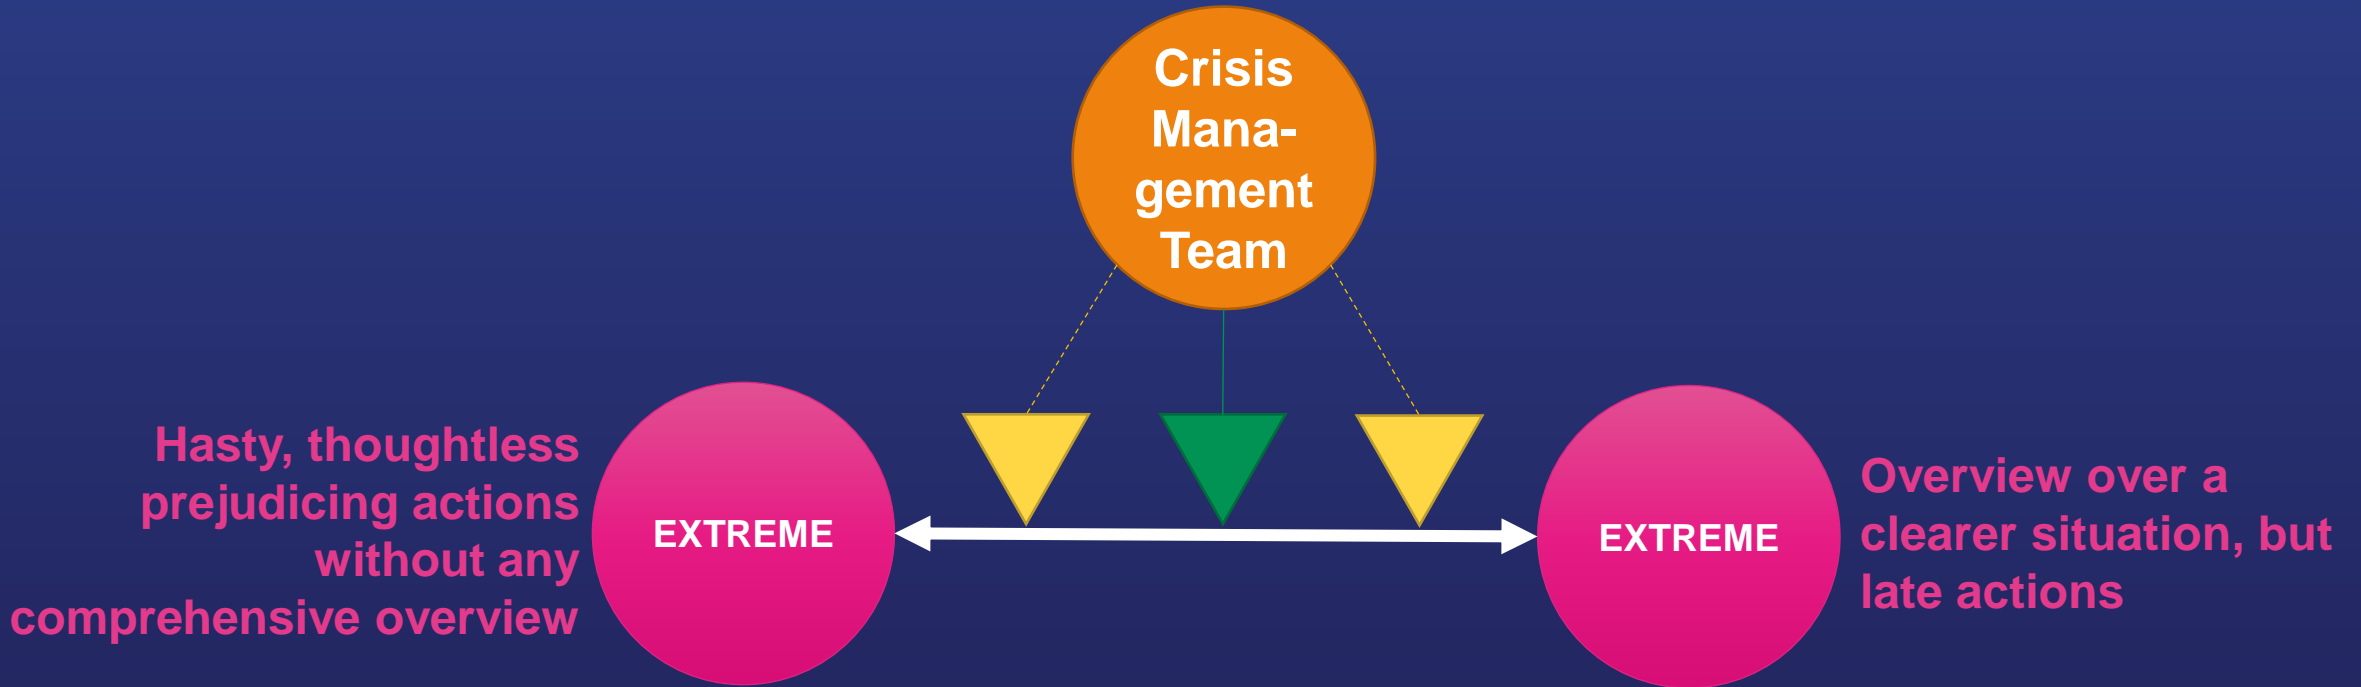 Crisis
Mana-
gement
Team
Hasty, thoughtless
prejudicing actions
without any
comprehensive overview
EXTREME
EXTREME
Overview over a
clearer situation, but
late actions